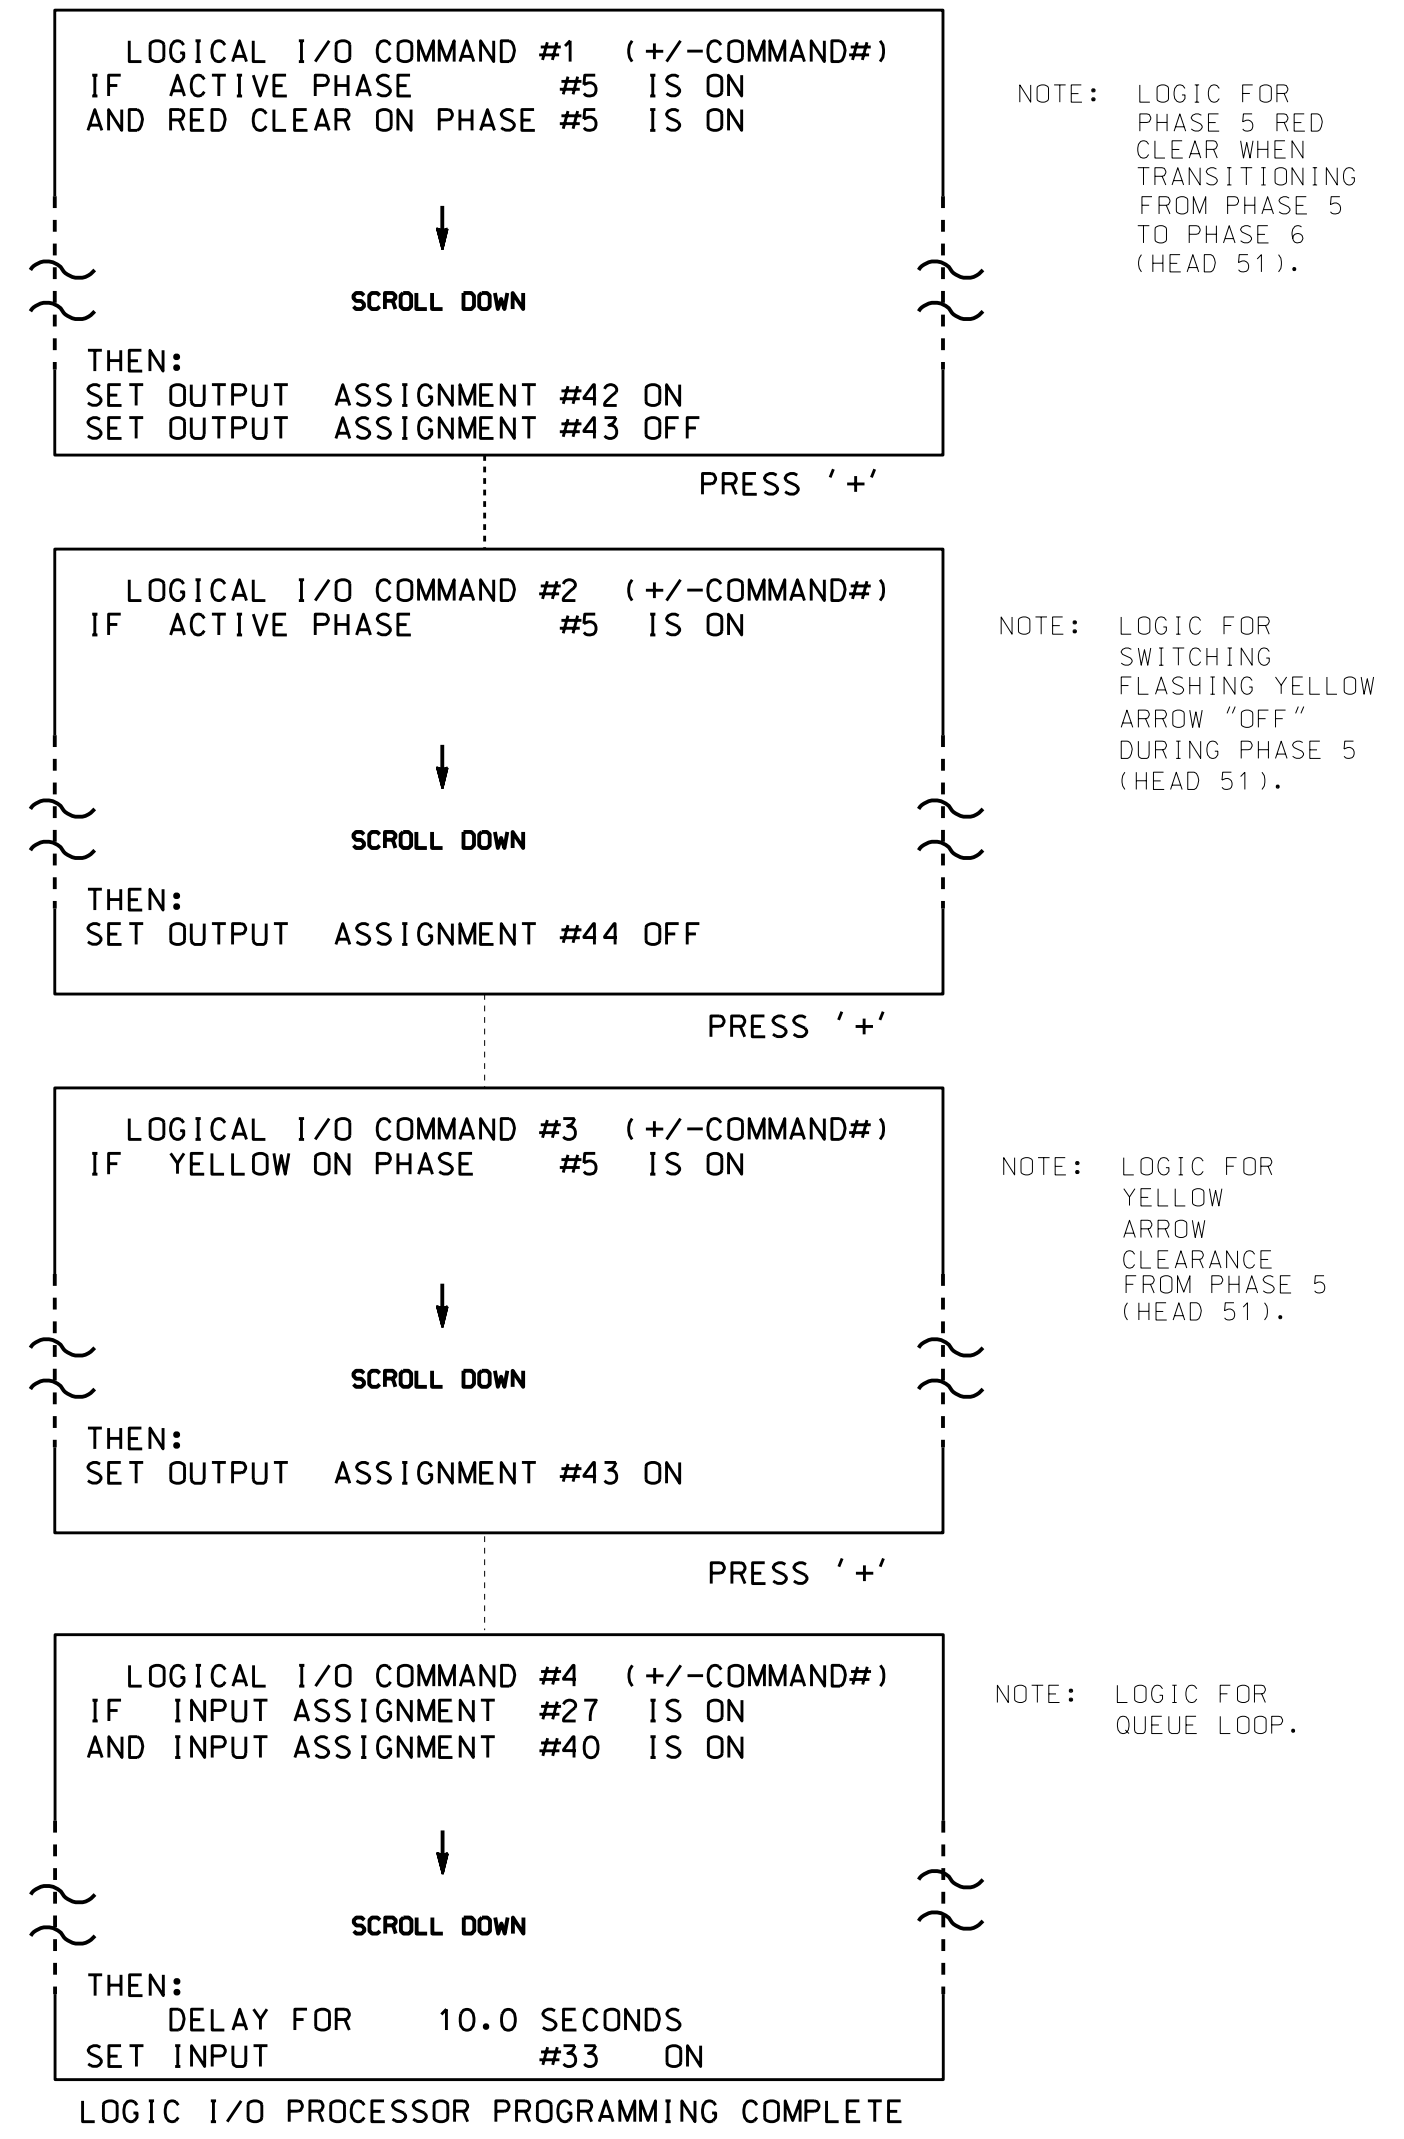 LOGICAL I/O COMMAND #1 (+/-COMMAND#)
IF ACTIVE PHASE #5 IS ON
AND RED CLEAR ON PHASE #5 IS ON
SCROLL DOWN
THEN:
SET OUTPUT ASSIGNMENT #42 ON
SET OUTPUT ASSIGNMENT #43 OFF
NOTE: LOGIC FOR
PHASE 5 RED
CLEAR WHEN
TRANSITIONING
FROM PHASE 5
TO PHASE 6
(HEAD 51).
PRESS '+'
LOGICAL I/O COMMAND #2 (+/-COMMAND#)
IF ACTIVE PHASE #5 IS ON
SCROLL DOWN
THEN:
SET OUTPUT ASSIGNMENT #44 OFF
NOTE: LOGIC FOR
SWITCHING
FLASHING YELLOW
ARROW "OFF"
DURING PHASE 5
(HEAD 51).
PRESS '+'
LOGICAL I/O COMMAND #3 (+/-COMMAND#)
IF YELLOW ON PHASE #5 IS ON
SCROLL DOWN
THEN:
SET OUTPUT ASSIGNMENT #43 ON
NOTE: LOGIC FOR
YELLOW
ARROW
CLEARANCE
FROM PHASE 5
(HEAD 51).
PRESS '+'
LOGICAL I/O COMMAND #4 (+/-COMMAND#)
IF INPUT ASSIGNMENT #27 IS ON
AND INPUT ASSIGNMENT #40 IS ON
SCROLL DOWN
THEN:
DELAY FOR 10.0 SECONDS
SET INPUT #33 ON
NOTE: LOGIC FOR
QUEUE LOOP.
LOGIC I/O PROCESSOR PROGRAMMING COMPLETE